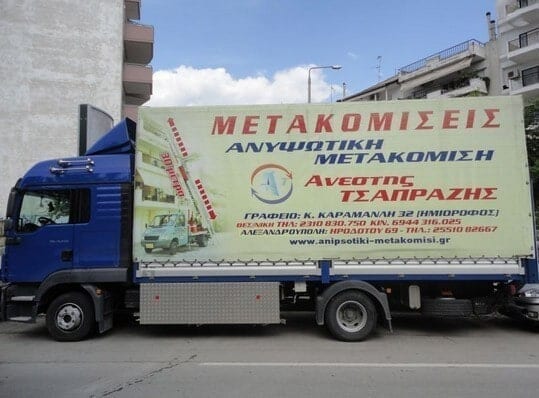 ΜΕΤΑΚΟΜΙΣΕΙΣ
ΑΝΥΨΩΤΙΚΗ
ΜΕΤΑΚΟΜΙΣΗ
Ανέστης
ΤΣΑΠΡΑΖΗΣ
ΓΡΑΦΕΙΟ: Κ. ΚΑΡΑΜΑΝΛΗ 32 (ΗΜΙΟΡΟΦΟΣ)
ΘΕΣ/ΝΙΚΗ ΤΗΛ: 2310 830.750 ΚΙΝ. 6944 316.025
ΑΛΕΞΑΝΔΡΟΥΠΟΛΗ: ΗΡΟΔΟΤΟΥ 69 - ΤΗΛ.: 25510 82667
www.anipsotiki-metakomisi.gr